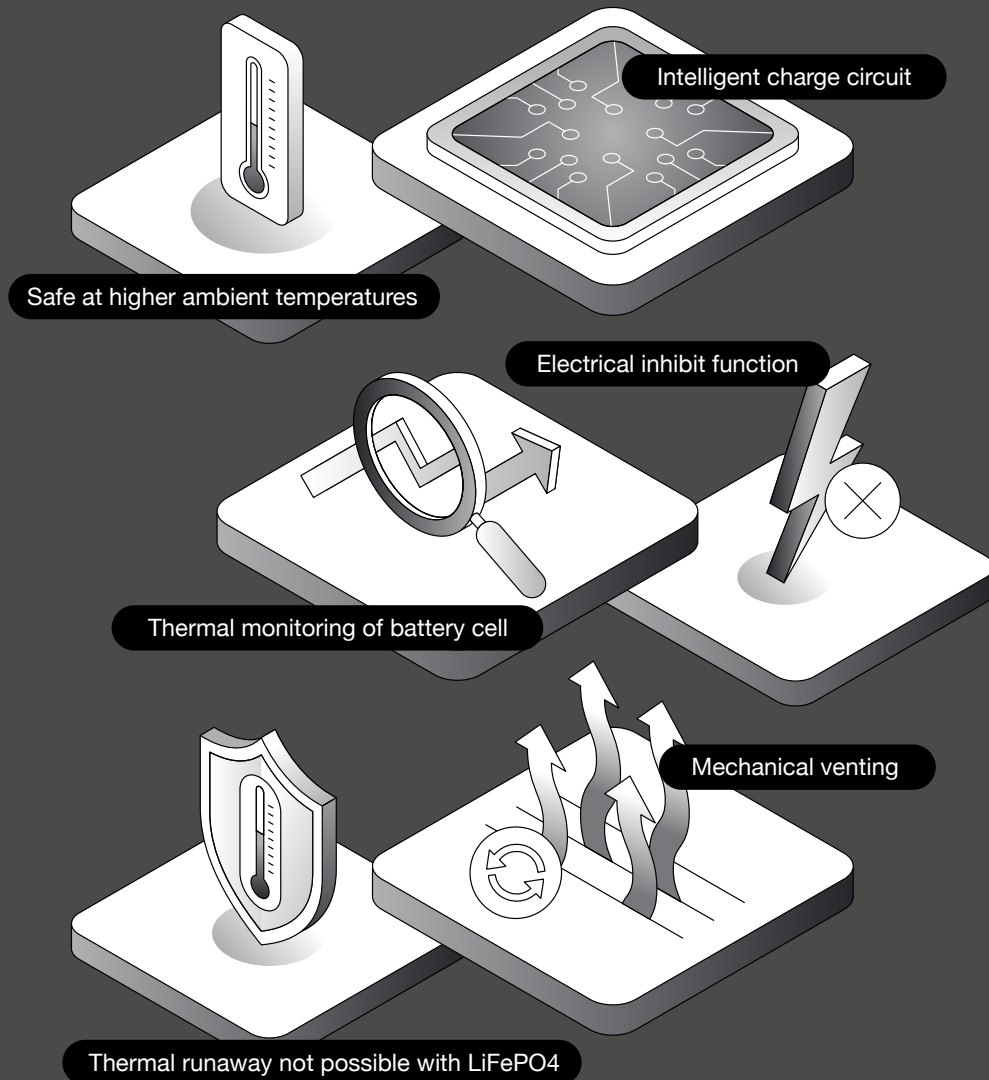 Intelligent charge circuit
Safe at higher ambient temperatures
Electrical inhibit function
Thermal monitoring of battery cell
Mechanical venting
Thermal runaway not possible with LiFePO4